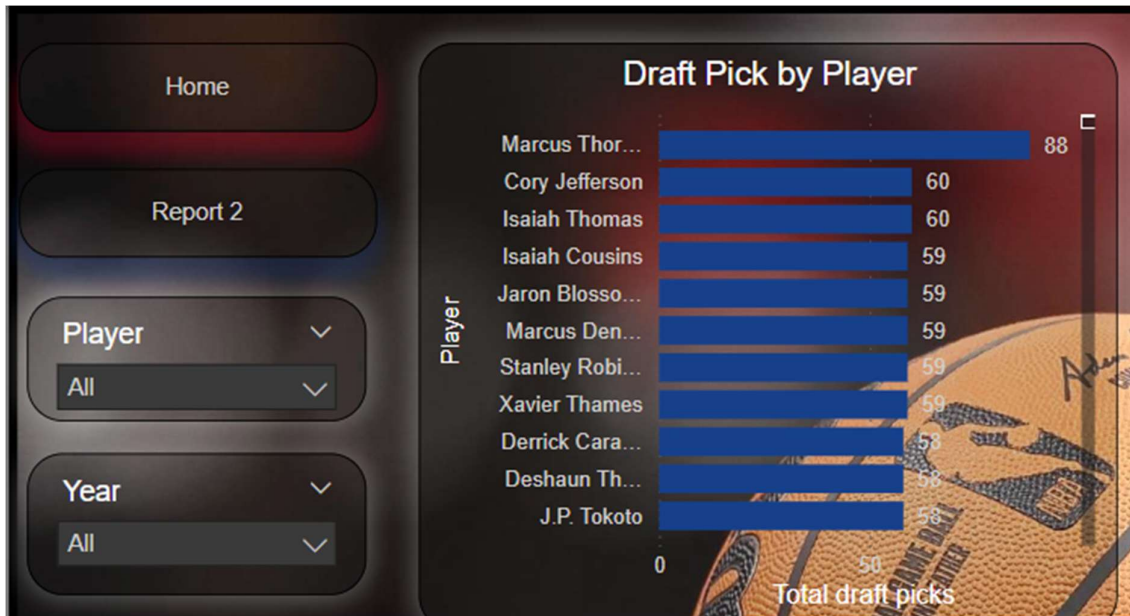 Home
Report 2
Player
All
Year
All
Draft Pick by Player
Player
Marcus Thor... 88
Cory Jefferson 60
Isaiah Thomas 60
Isaiah Cousins 59
Jaron Blosso... 59
Marcus Den... 59
Stanley Robi... 59
Xavier Thames 59
Derrick Cara... 58
Deshaun Th... 58
J.P. Tokoto 58
0 50
Total draft picks
GAME BALL